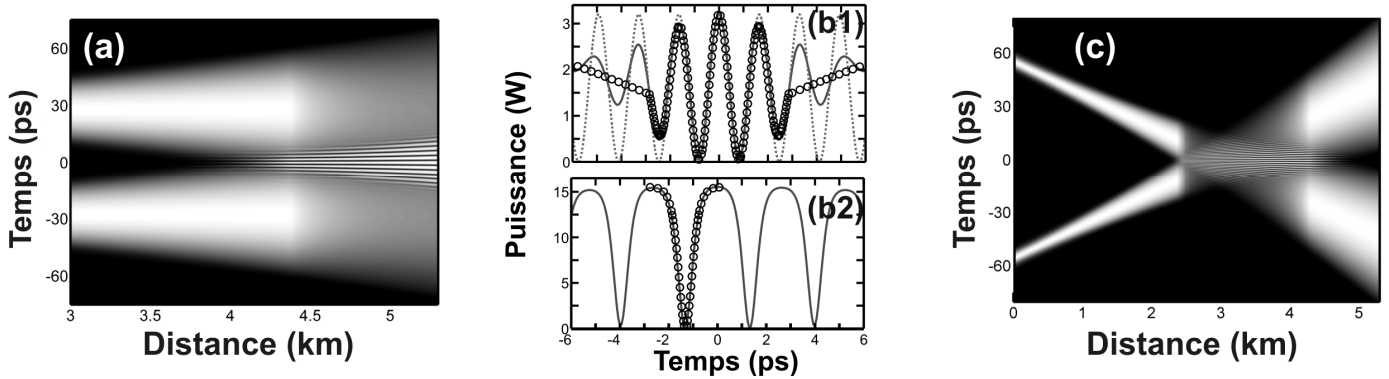 (a)
60
30
0
-30
-60
Temps (ps)
3 3.5 4 4.5 5
Distance (km)
(b1)
3
2
1
0
(b2)
15
10
5
0
Puissance (W)
-6 -4 -2 0 2 4 6
Temps (ps)
(c)
60
30
0
-30
-60
Temps (ps)
0 1 2 3 4 5
Distance (km)